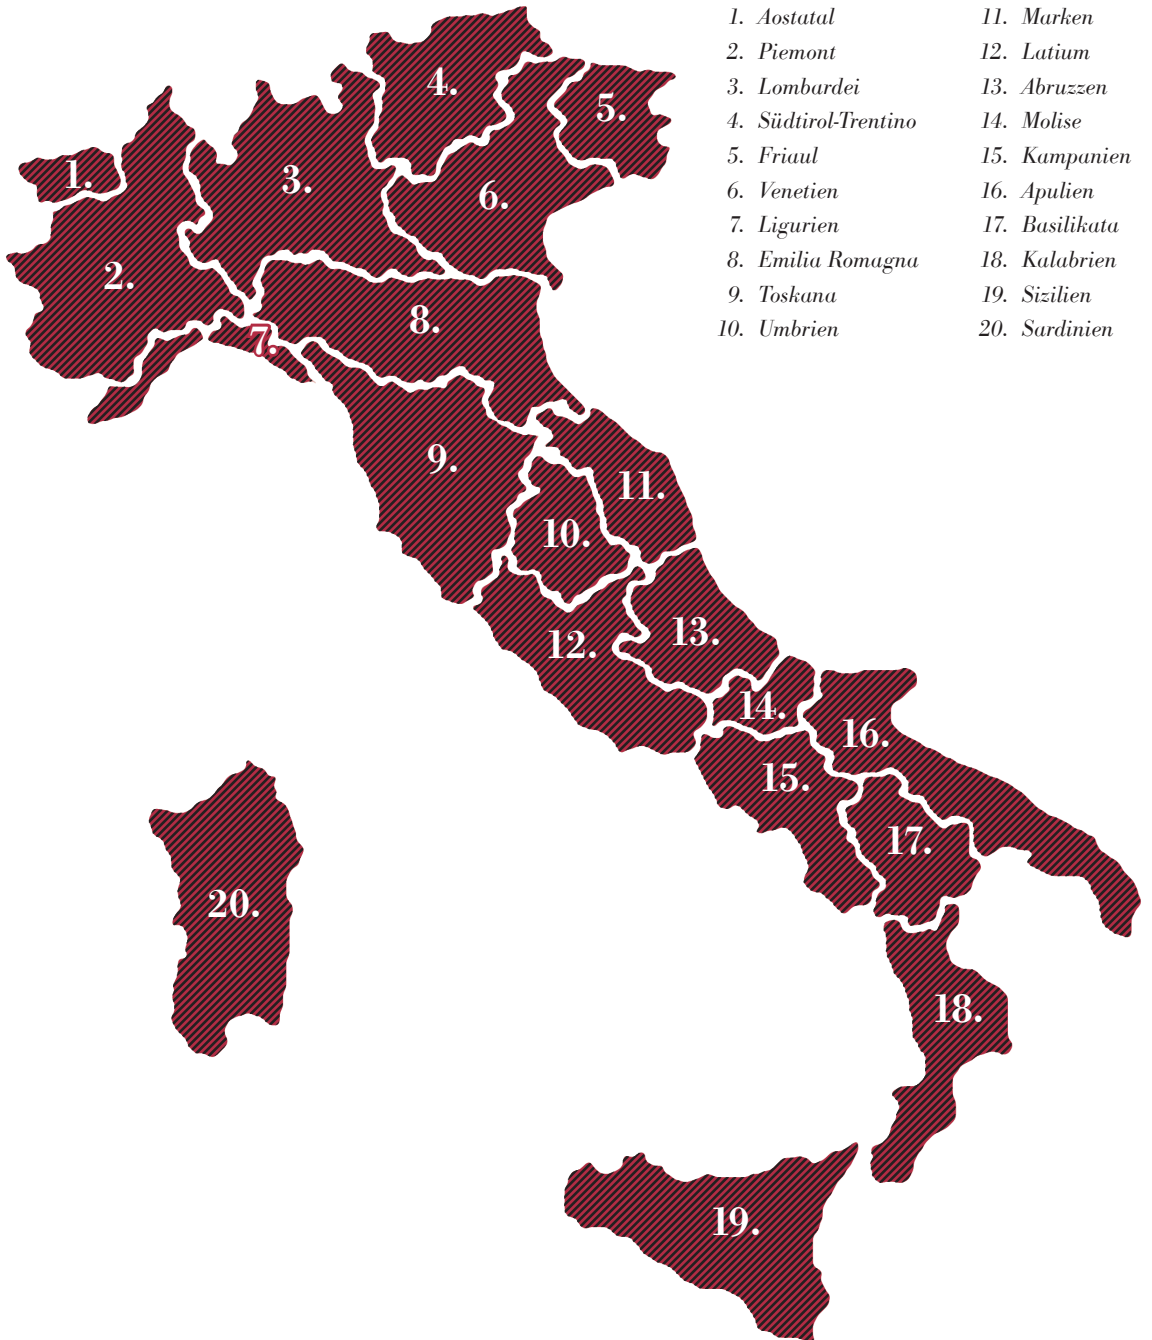 1. Aostatal
2. Piemont
3. Lombardei
4. Südtirol-Trentino
5. Friaul
6. Venetien
7. Ligurien
8. Emilia Romagna
9. Toskana
10. Umbrien
11. Marken
12. Latium
13. Abruzzen
14. Molise
15. Kampanien
16. Apulien
17. Basilikata
18. Kalabrien
19. Sizilien
20. Sardinien
4.
5.
1.
3.
6.
2.
8.
7.
9.
11.
10.
13.
12.
14.
16.
15.
17.
20.
18.
19.